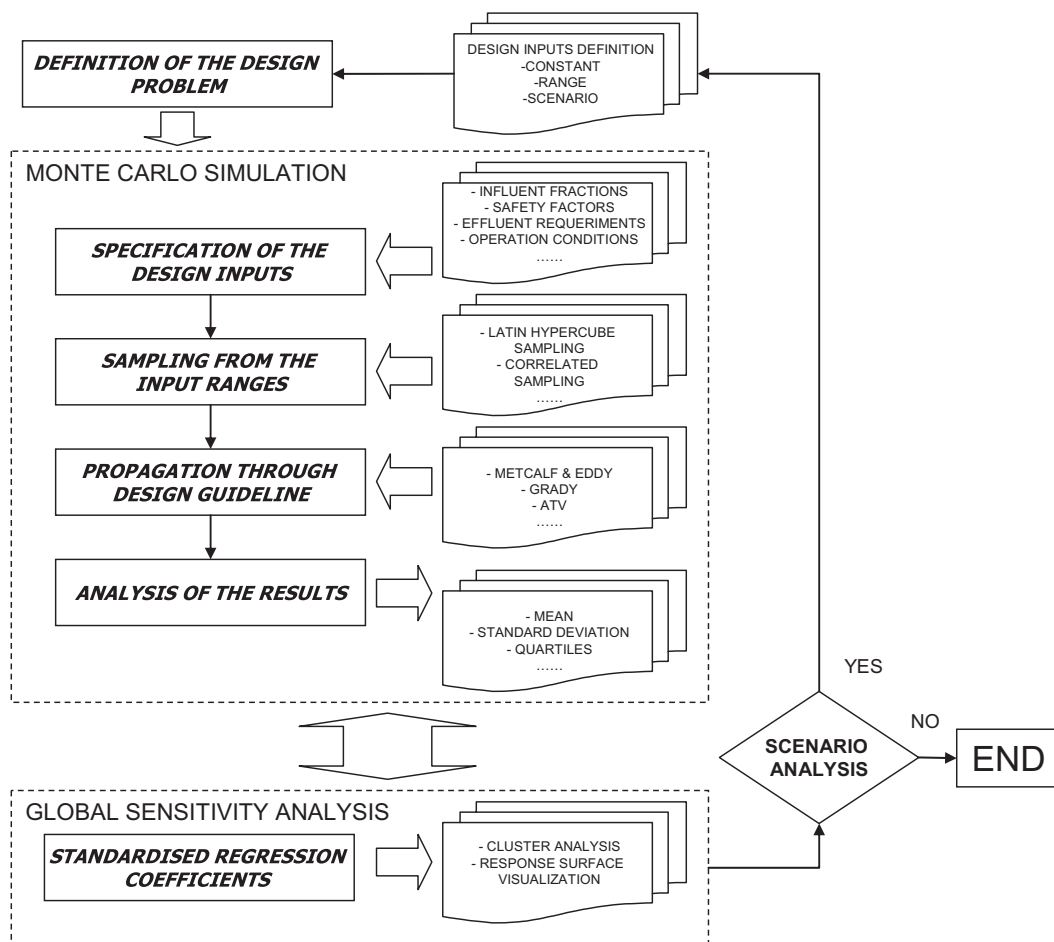 DEFINITION OF THE DESIGN
PROBLEM
DESIGN INPUTS DEFINITION
-CONSTANT
-RANGE
-SCENARIO
MONTE CARLO SIMULATION
SPECIFICATION OF THE
DESIGN INPUTS
- INFLUENT FRACTIONS
- SAFETY FACTORS
- EFFLUENT REQUERIMENTS
- OPERATION CONDITIONS
......
SAMPLING FROM THE
INPUT RANGES
- LATIN HYPERCUBE
SAMPLING
- CORRELATED
SAMPLING
......
PROPAGATION THROUGH
DESIGN GUIDELINE
- METCALF & EDDY
- GRADY
- ATV
......
ANALYSIS OF THE RESULTS
- MEAN
- STANDARD DEVIATION
- QUARTILES
......
YES
NO
SCENARIO
ANALYSIS
END
GLOBAL SENSITIVITY ANALYSIS
STANDARDISED REGRESSION
COEFFICIENTS
- CLUSTER ANALYSIS
- RESPONSE SURFACE
VISUALIZATION